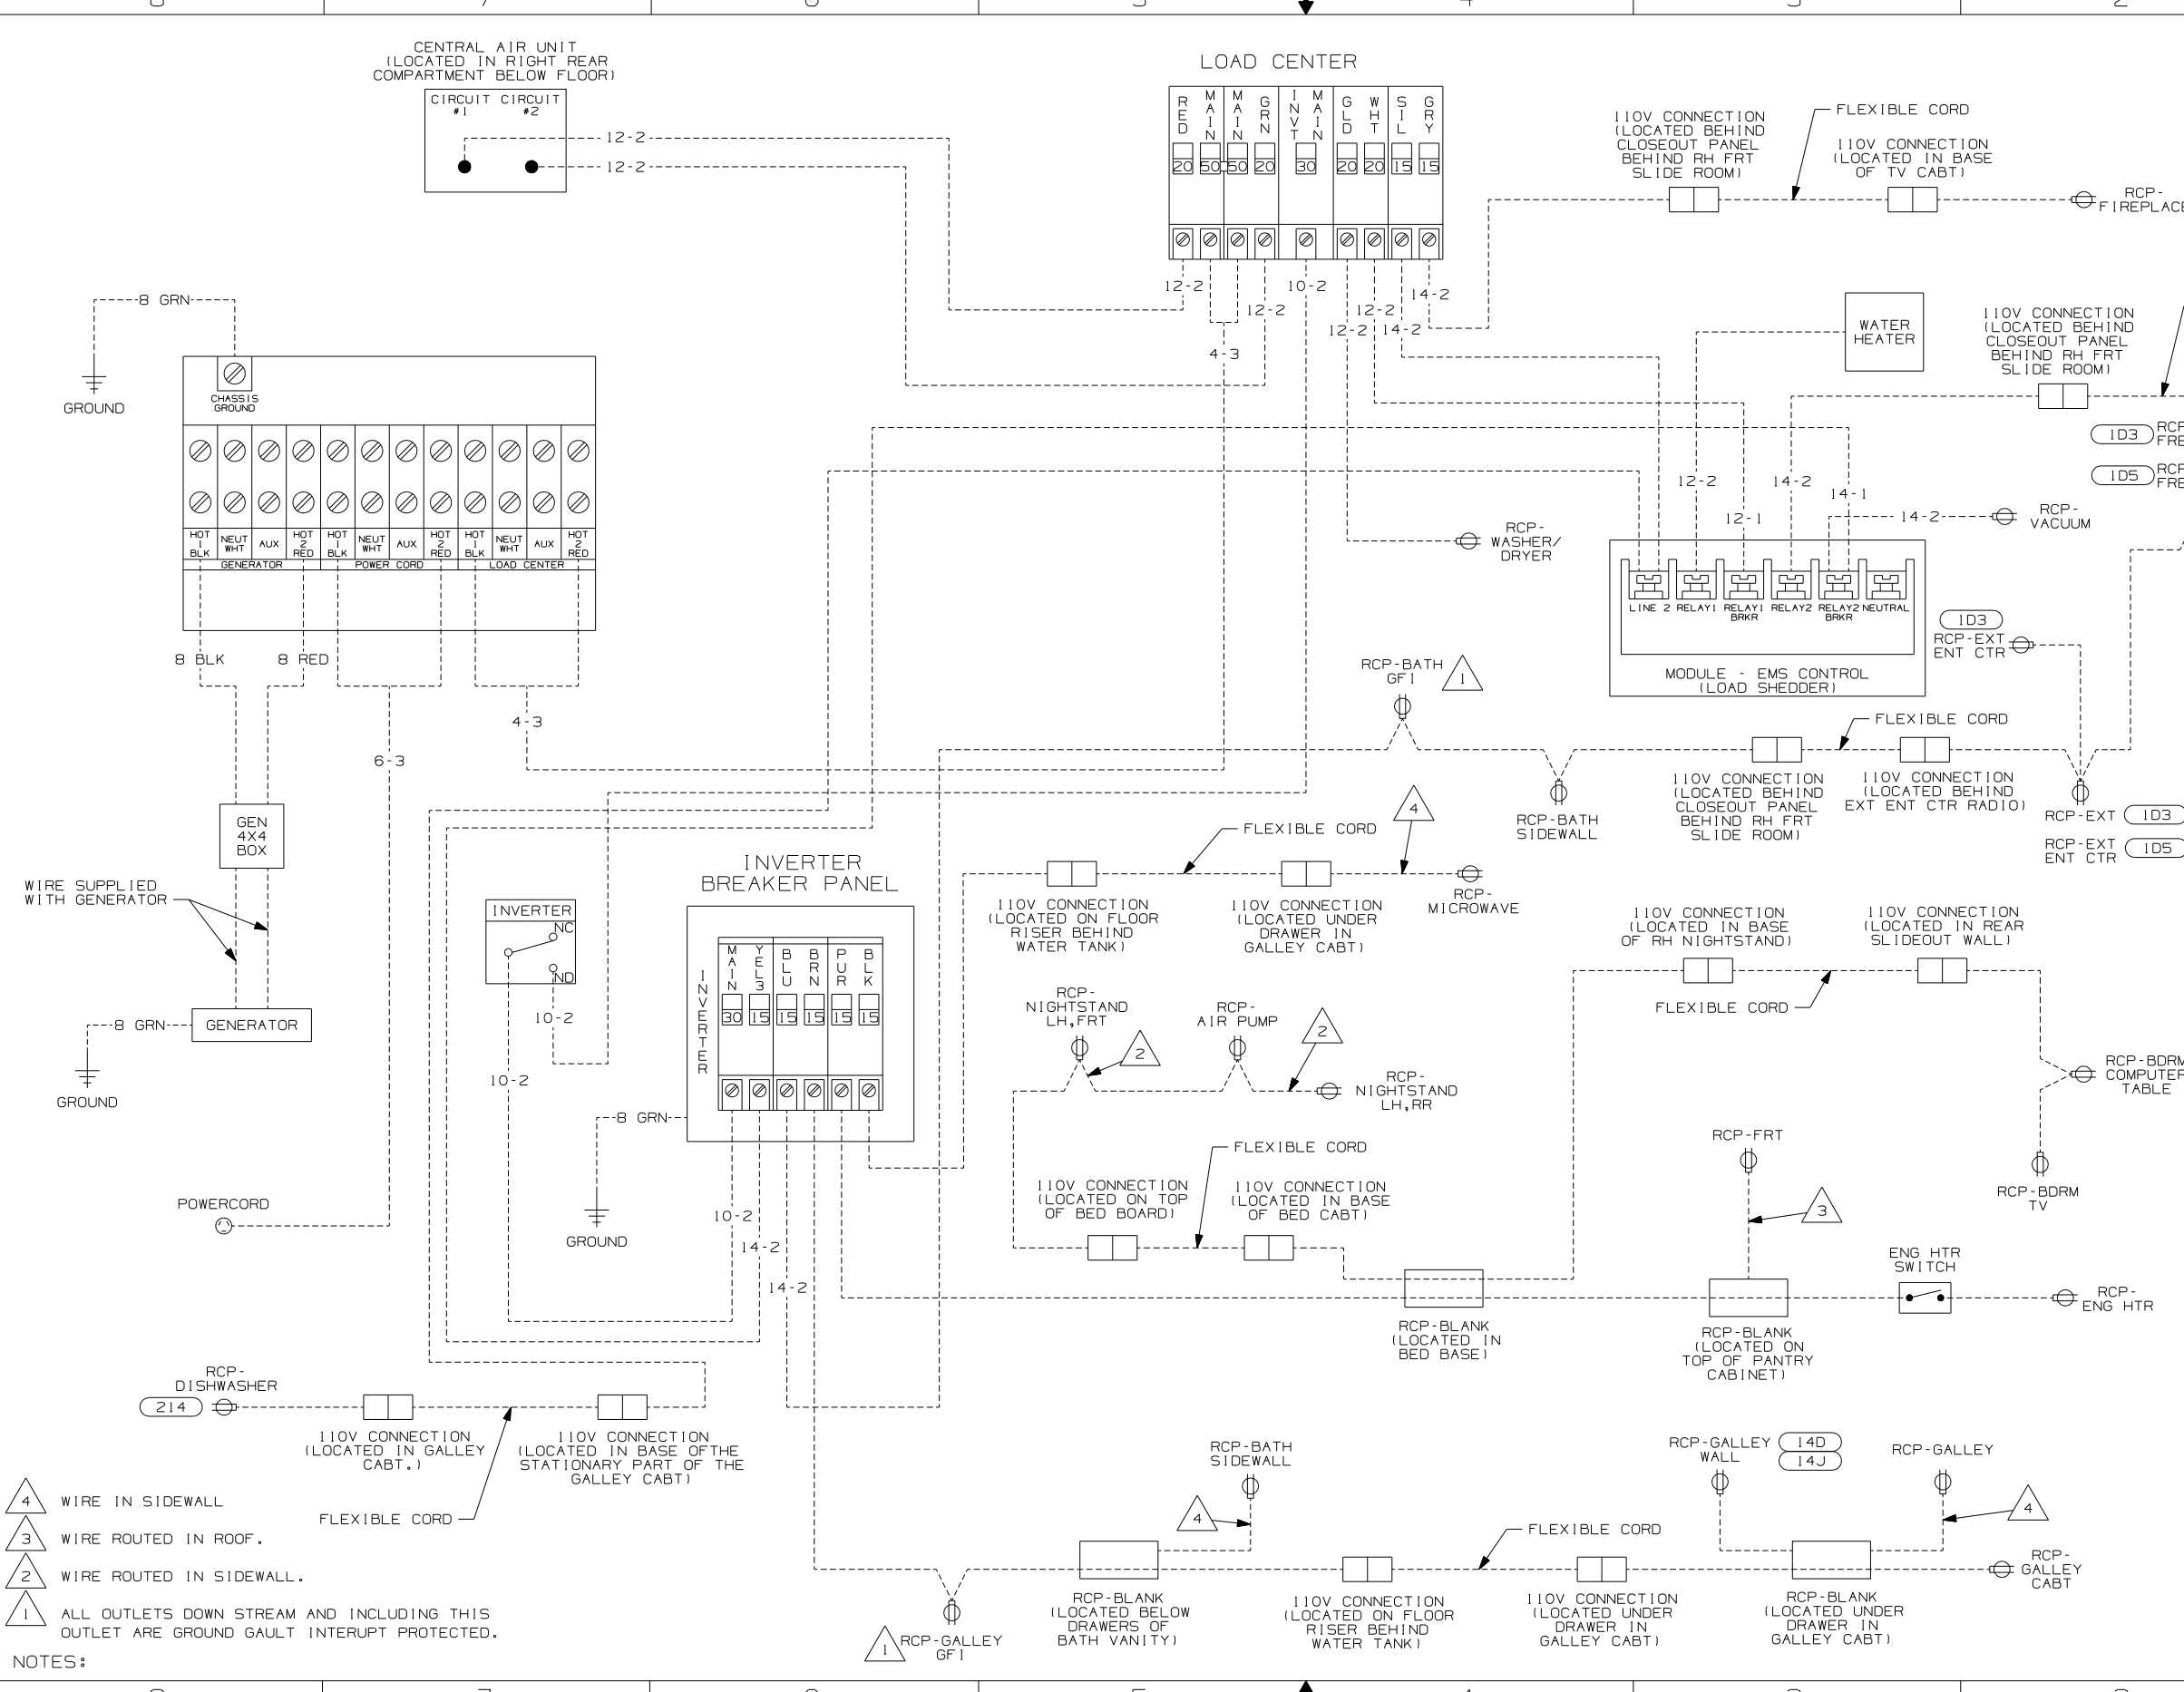 CENTRAL AIR UNIT
(LOCATED IN RIGHT REAR
COMPARTMENT BELOW FLOOR)
CIRCUIT CIRCUIT
#1 #2
12-2
12-2
LOAD CENTER
RED MAIN MAIN GRN INVT MAIN GLD WHT SIL GRY
20 50 50 20 30 20 20 15 15
12-2
4-3
12-2
10-2
12-2
12-2
14-2
14-2
110V CONNECTION
(LOCATED BEHIND
CLOSEOUT PANEL
BEHIND RH FRT
SLIDE ROOM)
FLEXIBLE CORD
110V CONNECTION
(LOCATED IN BASE
OF TV CABT)
RCP-
FIREPLACE
8 GRN
GROUND
CHASSIS
GROUND
HOT 1 BLK
NEUT WHT
AUX
HOT 2 RED
HOT 1 BLK
NEUT WHT
AUX
HOT 2 RED
HOT 1 BLK
NEUT WHT
AUX
HOT 2 RED
GENERATOR
POWER CORD
LOAD CENTER
8 BLK
8 RED
4-3
6-3
WATER
HEATER
110V CONNECTION
(LOCATED BEHIND
CLOSEOUT PANEL
BEHIND RH FRT
SLIDE ROOM)
1D3
1D5
12-2
14-2
14-1
12-1
14-2
RCP-
VACUUM
RCP-
WASHER/
DRYER
LINE 2
RELAY1
RELAY1
BRKR
RELAY2
RELAY2
BRKR
NEUTRAL
MODULE - EMS CONTROL
(LOAD SHEDDER)
1D3
RCP-EXT
ENT CTR
RCP-BATH
GFI
1
FLEXIBLE CORD
110V CONNECTION
(LOCATED BEHIND
CLOSEOUT PANEL
BEHIND RH FRT
SLIDE ROOM)
110V CONNECTION
(LOCATED BEHIND
EXT ENT CTR RADIO)
RCP-EXT
1D3
RCP-EXT
ENT CTR
1D5
RCP-BATH
SIDEWALL
GEN
4X4
BOX
WIRE SUPPLIED
WITH GENERATOR
8 GRN
GENERATOR
GROUND
INVERTER
NC
ND
10-2
10-2
INVERTER
BREAKER PANEL
INVERTER
MAIN YEL3 BLU BRN PUR BLK
30 15 15 15 15 15
8 GRN
GROUND
10-2
14-2
14-2
FLEXIBLE CORD
4
110V CONNECTION
(LOCATED ON FLOOR
RISER BEHIND
WATER TANK)
110V CONNECTION
(LOCATED UNDER
DRAWER IN
GALLEY CABT)
RCP-
MICROWAVE
RCP-
NIGHTSTAND
LH,FRT
2
RCP-
AIR PUMP
2
RCP-
NIGHTSTAND
LH,RR
110V CONNECTION
(LOCATED IN BASE
OF RH NIGHTSTAND)
110V CONNECTION
(LOCATED IN REAR
SLIDEOUT WALL)
FLEXIBLE CORD
RCP-BDRM
COMPUTER
TABLE
RCP-BDRM
TV
FLEXIBLE CORD
110V CONNECTION
(LOCATED ON TOP
OF BED BOARD)
110V CONNECTION
(LOCATED IN BASE
OF BED CABT)
RCP-FRT
3
ENG HTR
SWITCH
RCP-
ENG HTR
RCP-BLANK
(LOCATED IN
BED BASE)
RCP-BLANK
(LOCATED ON
TOP OF PANTRY
CABINET)
POWERCORD
RCP-
DISHWASHER
214
110V CONNECTION
(LOCATED IN GALLEY
CABT.)
110V CONNECTION
(LOCATED IN BASE OFTHE
STATIONARY PART OF THE
GALLEY CABT)
FLEXIBLE CORD
RCP-BATH
SIDEWALL
4
RCP-GALLEY
WALL
14D
14J
RCP-GALLEY
4
FLEXIBLE CORD
RCP-
GALLEY
CABT
1
RCP-GALLEY
GFI
RCP-BLANK
(LOCATED BELOW
DRAWERS OF
BATH VANITY)
110V CONNECTION
(LOCATED ON FLOOR
RISER BEHIND
WATER TANK)
110V CONNECTION
(LOCATED UNDER
DRAWER IN
GALLEY CABT)
RCP-BLANK
(LOCATED UNDER
DRAWER IN
GALLEY CABT)
4 WIRE IN SIDEWALL
3 WIRE ROUTED IN ROOF.
2 WIRE ROUTED IN SIDEWALL.
1 ALL OUTLETS DOWN STREAM AND INCLUDING THIS
OUTLET ARE GROUND GAULT INTERUPT PROTECTED.
NOTES: